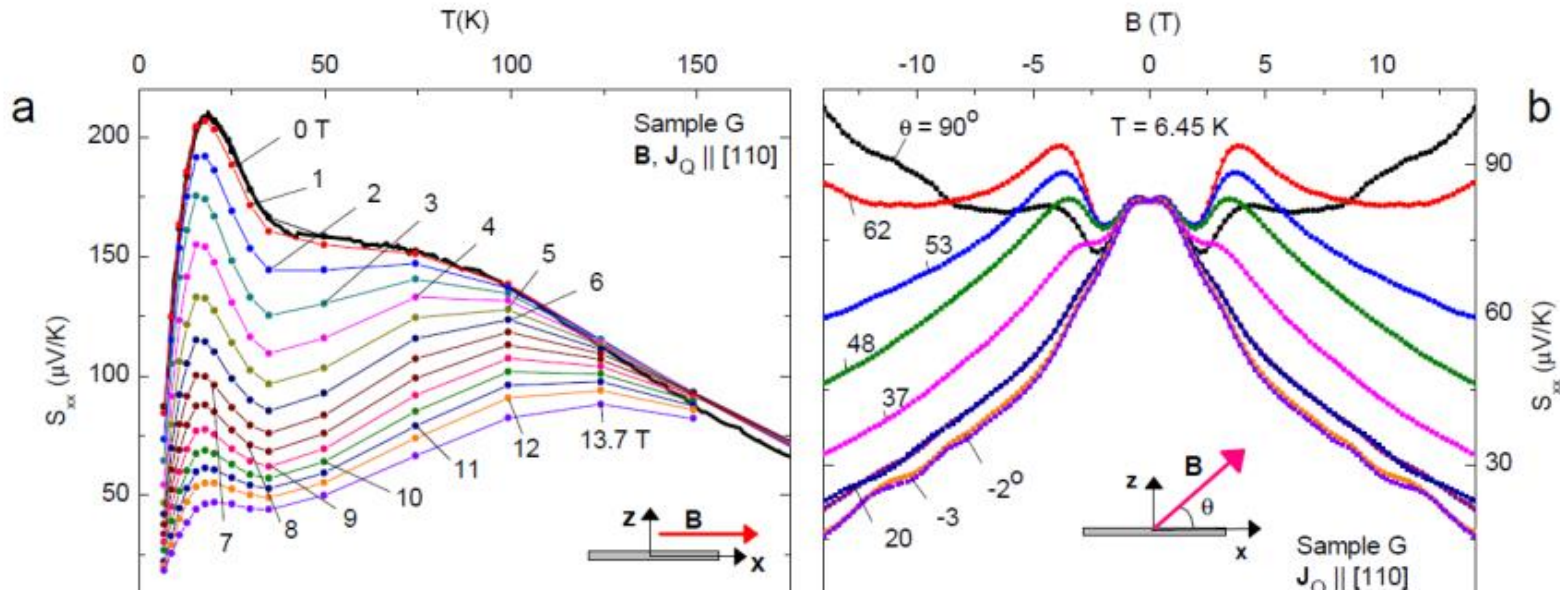 a
T(K)
0 50 100 150
S_xx (μV/K)
200
150
100
50
0 T
1
2
3
4
5
6
7
8
9
10
11
12
13.7 T
Sample G
B, J_Q || [110]
z
B
x
b
B (T)
-10 -5 0 5 10
θ = 90°
T = 6.45 K
62
53
48
37
20
-3
-2°
90
60
30
S_xx (μV/K)
B
z
θ
x
Sample G
J_Q || [110]